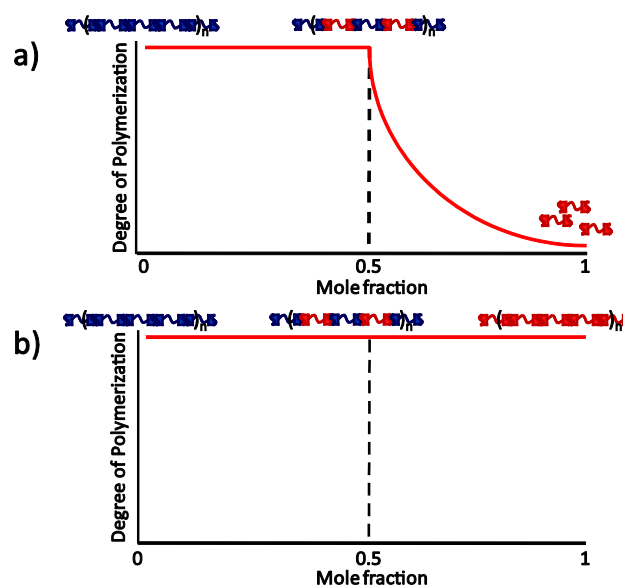 n
n
a)
Degree of Polymerization
0
0.5
1
Mole fraction
n
n
n
b)
Degree of Polymerization
0
0.5
1
Mole fraction